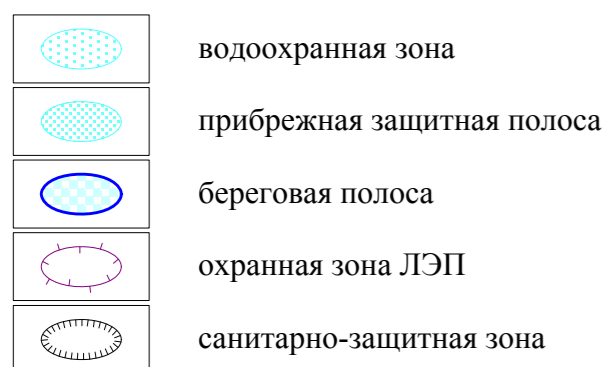 водоохранная зона
прибрежная защитная полоса
береговая полоса
охранная зона ЛЭП
санитарно-защитная зона